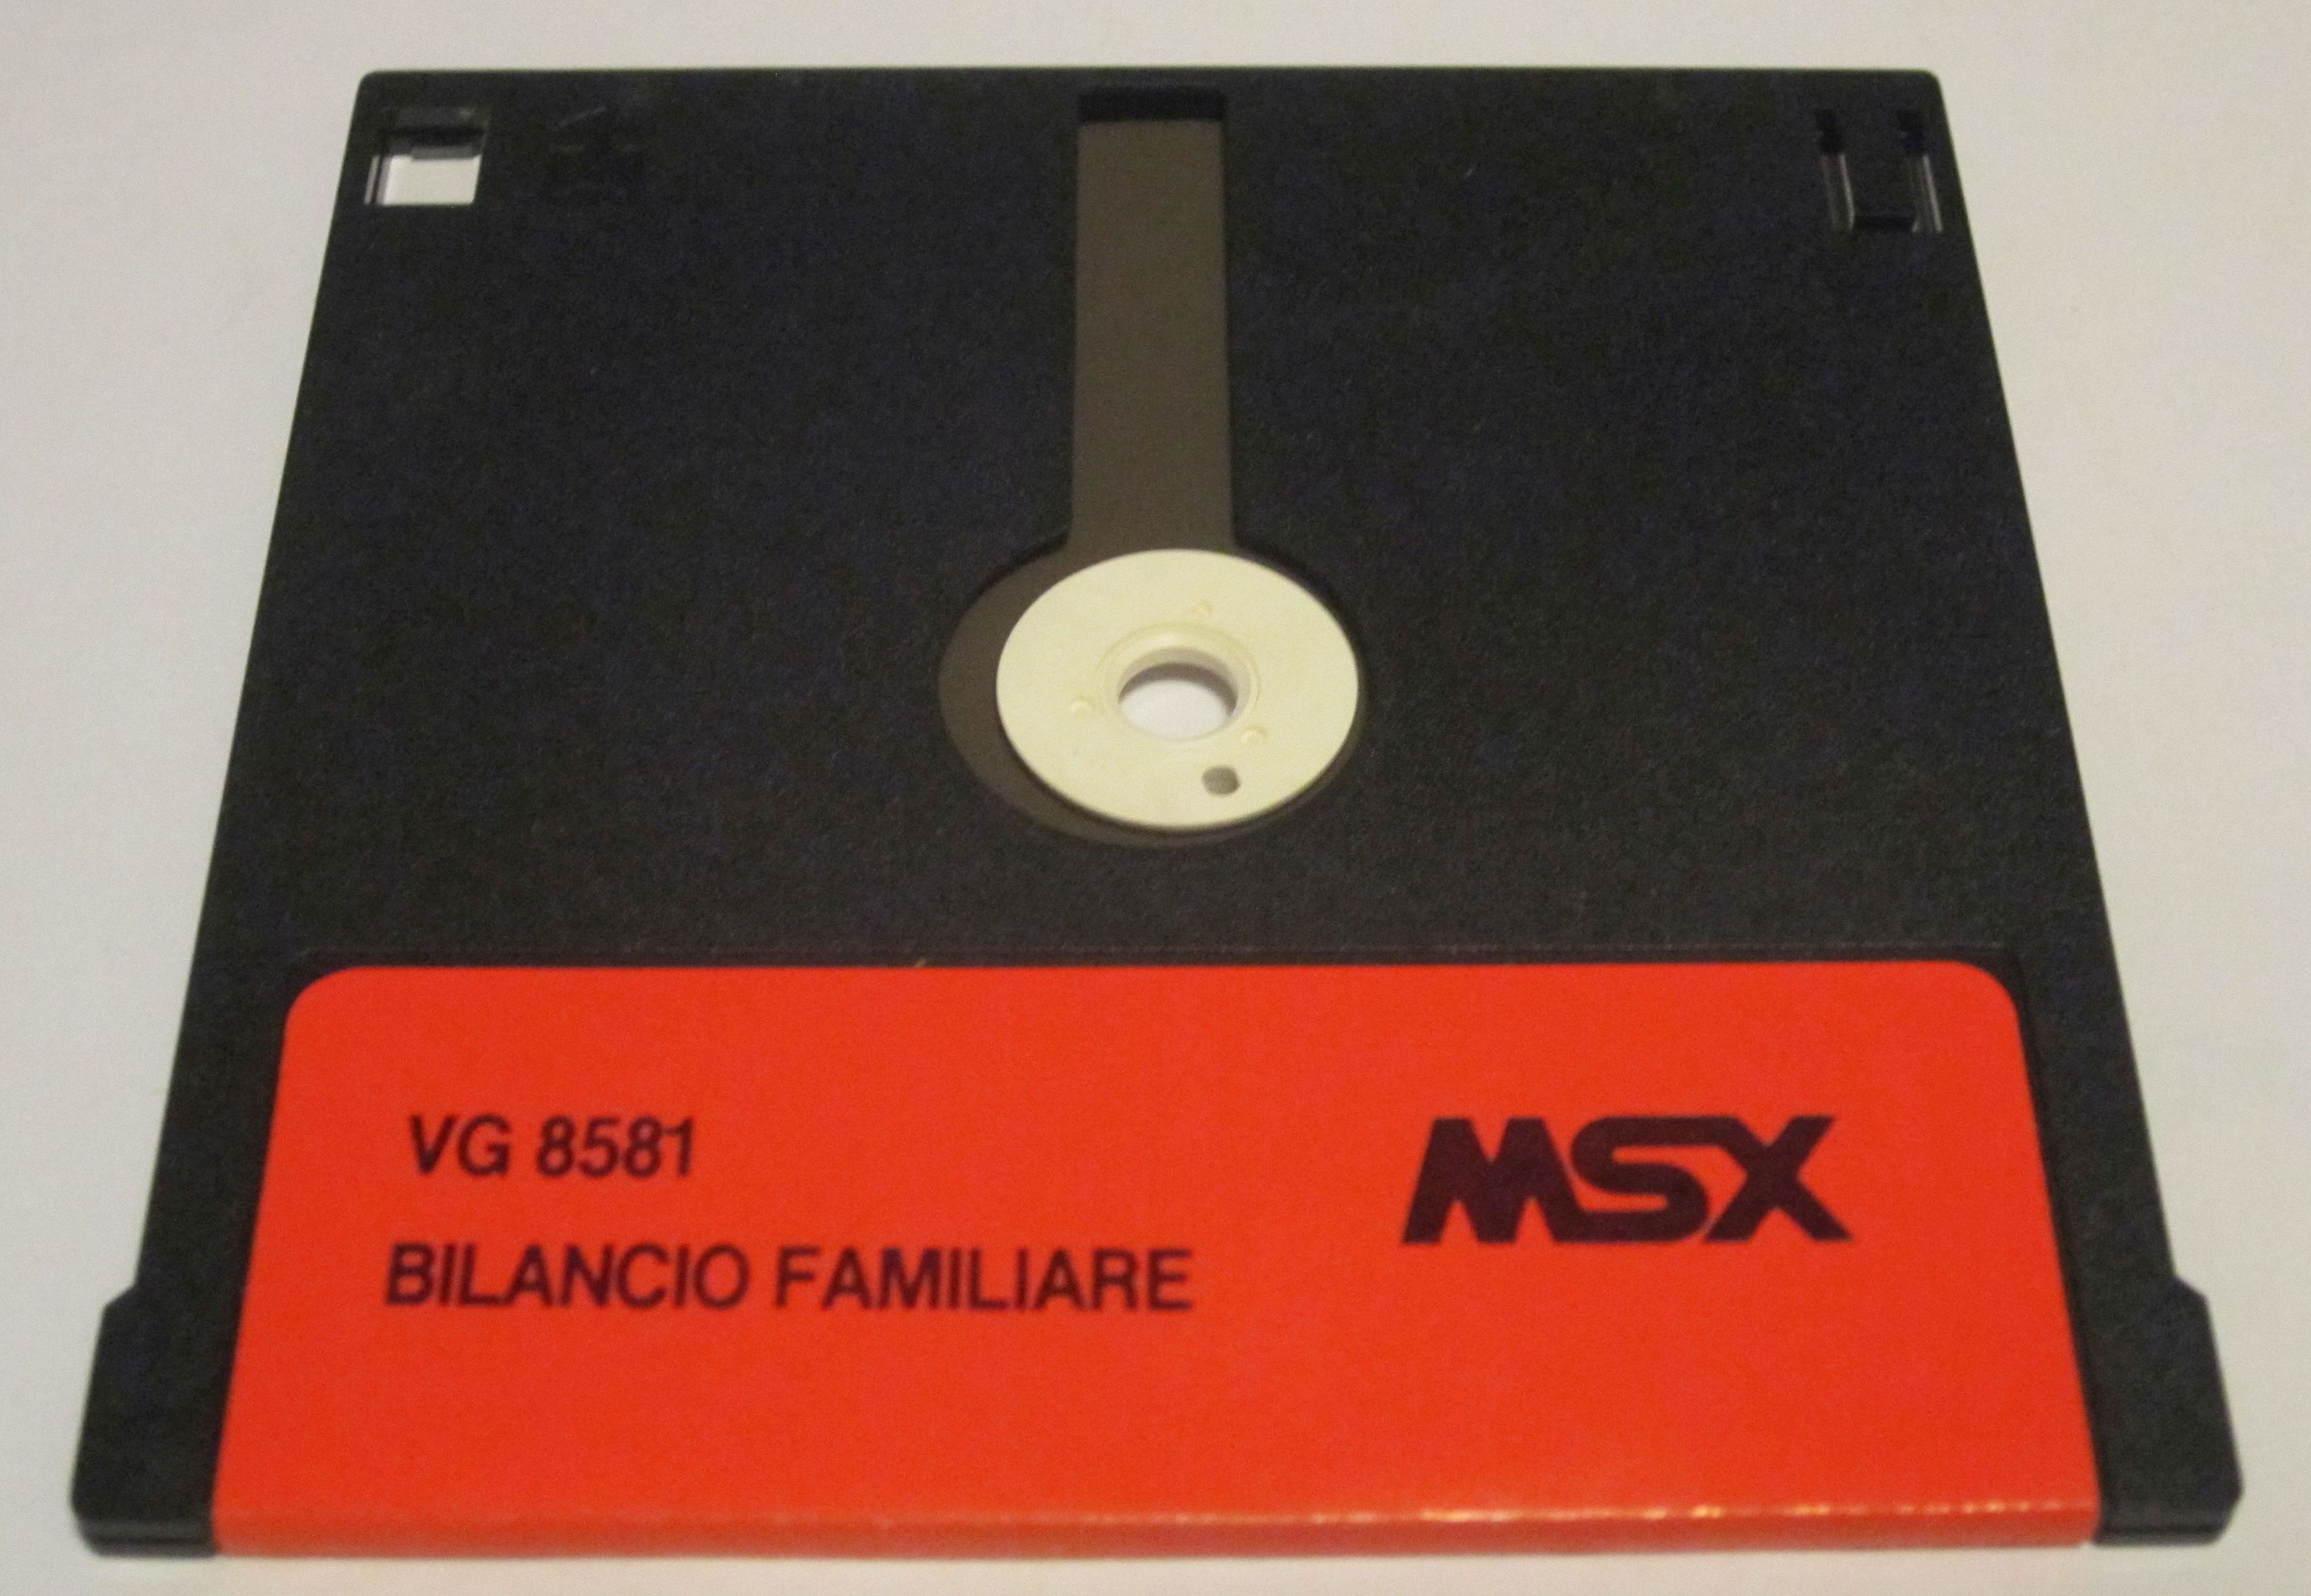 VG 8581
MSX
BILANCIO FAMILIARE